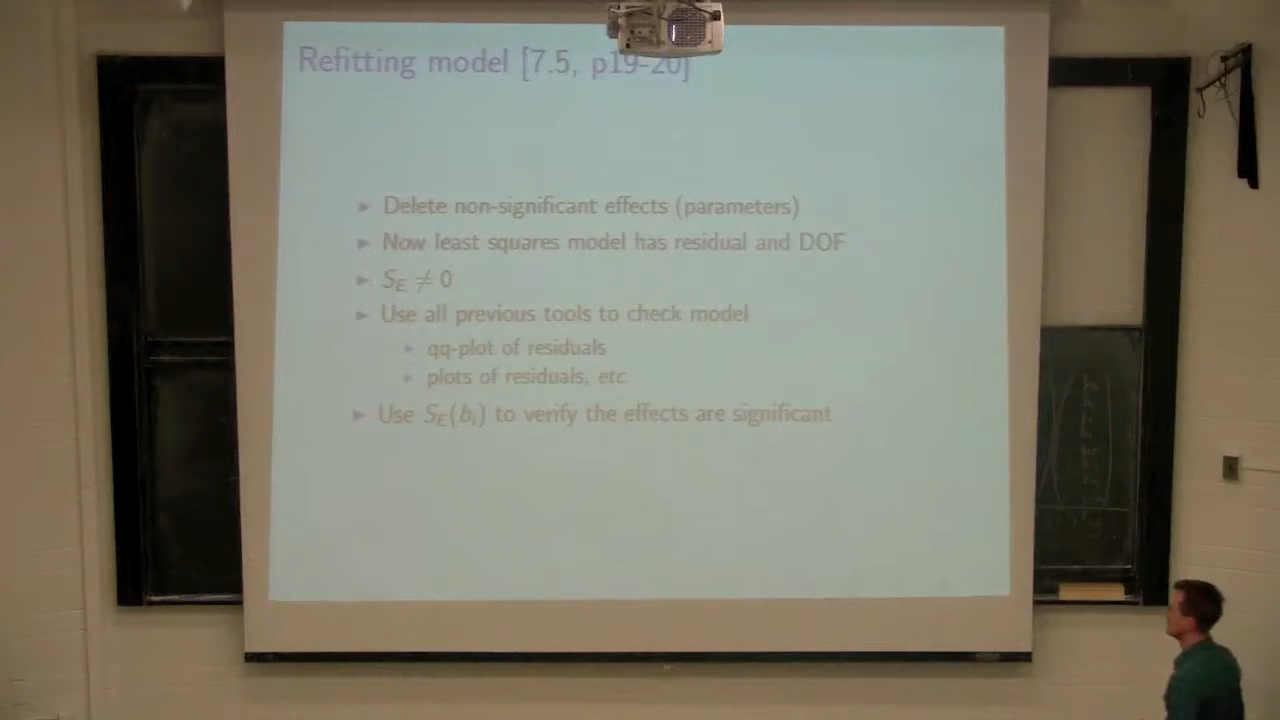 Refitting model [7.5, p19-20]
► Delete non-significant effects (parameters)
► Now least squares model has residual and DOF
► S_E ≠ 0
► Use all previous tools to check model
► qq-plot of residuals
► plots of residuals, etc
► Use S_E(b_i) to verify the effects are significant